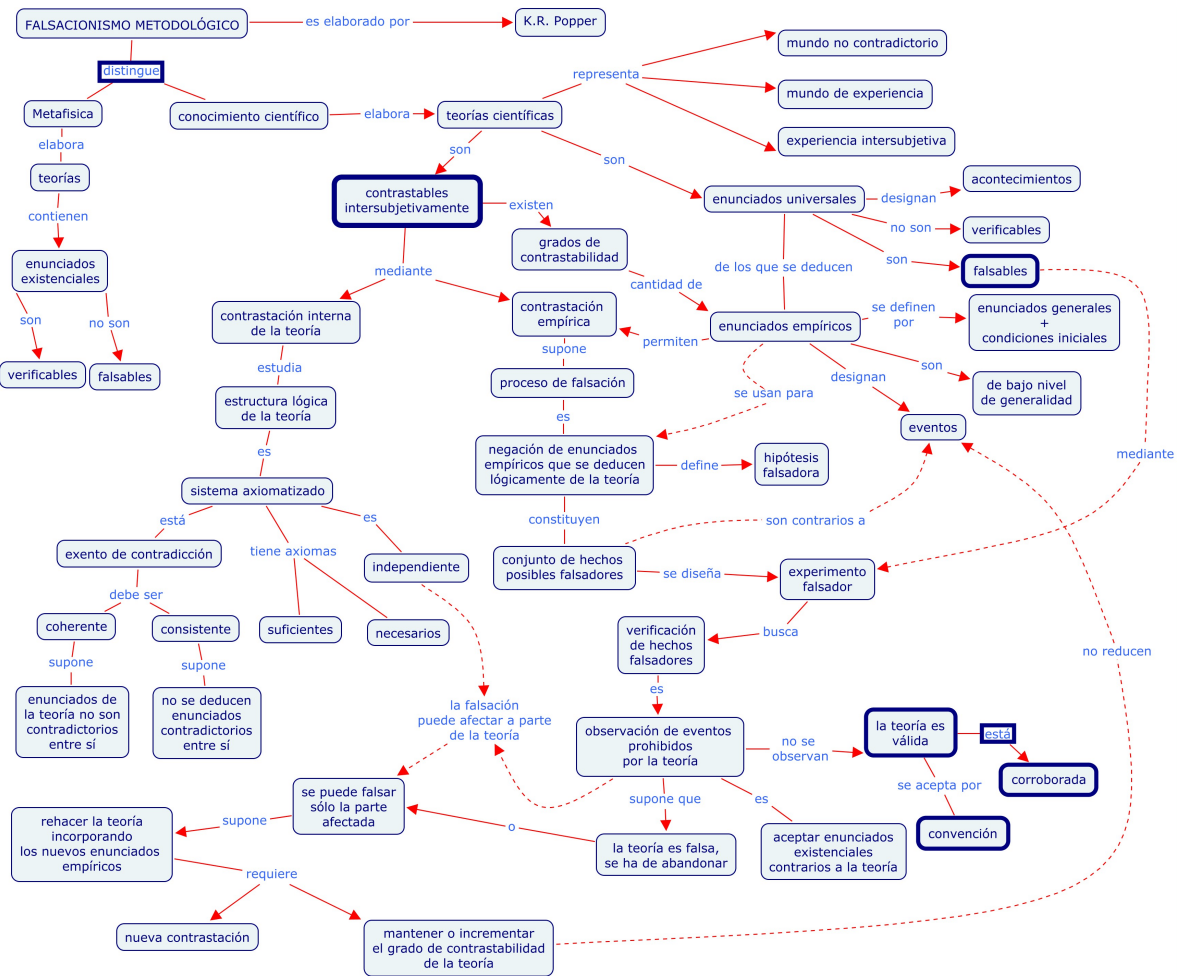 FALSACIONISMO METODOLÓGICO
es elaborado por
K.R. Popper
distingue
Metafisica
conocimiento científico
elabora
teorías científicas
representa
mundo no contradictorio
mundo de experiencia
experiencia intersubjetiva
elabora
teorías
contienen
enunciados
existenciales
son
no son
verificables
falsables
son
contrastables
intersubjetivamente
son
enunciados universales
designan
acontecimientos
no son
verificables
son
falsables
existen
grados de
contrastabilidad
cantidad de
de los que se deducen
mediante
contrastación interna
de la teoría
contrastación
empírica
permiten
enunciados empíricos
se definen
por
enunciados generales
+
condiciones iniciales
son
de bajo nivel
de generalidad
designan
eventos
se usan para
estudia
estructura lógica
de la teoría
es
sistema axiomatizado
supone
proceso de falsación
es
negación de enunciados
empíricos que se deducen
lógicamente de la teoría
define
hipótesis
falsadora
mediante
constituyen
son contrarios a
conjunto de hechos
posibles falsadores
se diseña
experimento
falsador
está
tiene axiomas
es
exento de contradicción
independiente
debe ser
coherente
consistente
suficientes
necesarios
supone
supone
enunciados de
la teoría no son
contradictorios
entre sí
no se deducen
enunciados
contradictorios
entre sí
busca
verificación
de hechos
falsadores
no reducen
es
la falsación
puede afectar a parte
de la teoría
observación de eventos
prohibidos
por la teoría
no se
observan
la teoría es
válida
está
corroborada
se acepta por
convención
supone que
es
se puede falsar
sólo la parte
afectada
o
la teoría es falsa,
se ha de abandonar
aceptar enunciados
existenciales
contrarios a la teoría
supone
rehacer la teoría
incorporando
los nuevos enunciados
empíricos
requiere
nueva contrastación
mantener o incrementar
el grado de contrastabilidad
de la teoría